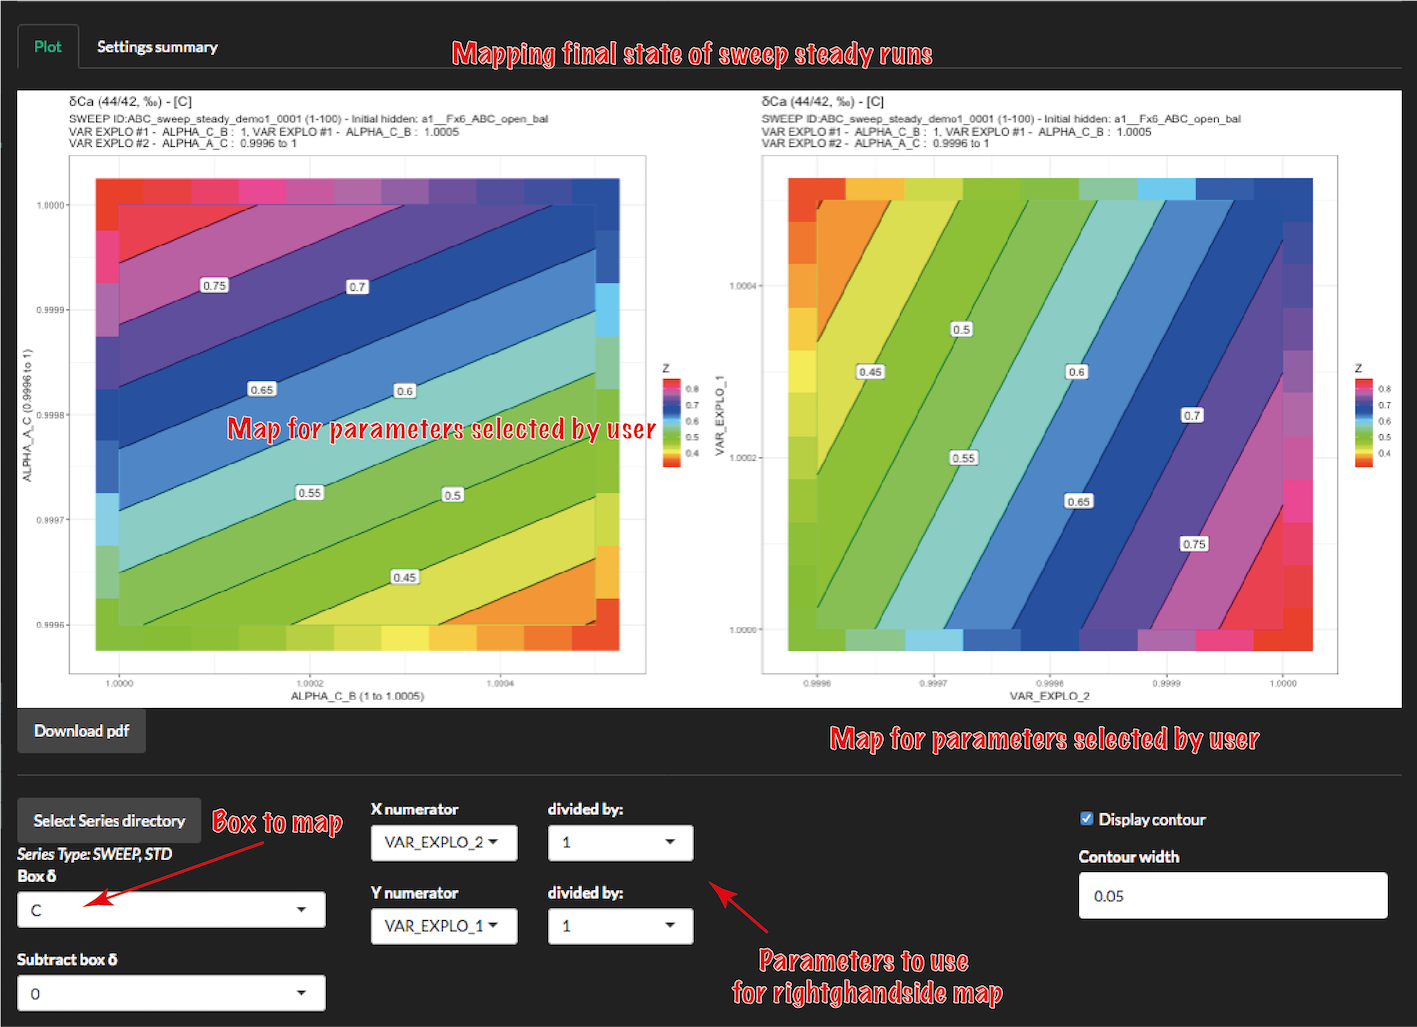 Plot
Settings summary
Mapping final state of sweep steady runs
δCa (44/42, ‰) - [C]
SWEEP ID:ABC_sweep_steady_demo1_0001 (1-100) - Initial hidden: a1__Fx6_ABC_open_bal
VAR EXPLO #1 - ALPHA_C_B : 1, VAR EXPLO #1 - ALPHA_C_B : 1.0005
VAR EXPLO #2 - ALPHA_A_C : 0.9996 to 1
1.0000
0.9999
0.9998
0.9997
0.9996
ALPHA_A_C (0.9996 to 1)
0.75
0.7
0.65
0.6
0.55
0.5
0.45
1.0000
1.0002
1.0004
ALPHA_C_B (1 to 1.0005)
Z
0.8
0.7
0.6
0.5
0.4
Map for parameters selected by user
δCa (44/42, ‰) - [C]
SWEEP ID:ABC_sweep_steady_demo1_0001 (1-100) - Initial hidden: a1__Fx6_ABC_open_bal
VAR EXPLO #1 - ALPHA_C_B : 1, VAR EXPLO #1 - ALPHA_C_B : 1.0005
VAR EXPLO #2 - ALPHA_A_C : 0.9996 to 1
1.0004
1.0002
1.0000
VAR_EXPLO_1
0.5
0.45
0.6
0.7
0.55
0.65
0.75
0.9996
0.9997
0.9998
0.9999
1.0000
VAR_EXPLO_2
Z
0.8
0.7
0.6
0.5
0.4
Download pdf
Map for parameters selected by user
Select Series directory
Box to map
Series Type: SWEEP, STD
Box δ
C
Subtract box δ
0
X numerator
divided by:
VAR_EXPLO_2
1
Y numerator
divided by:
VAR_EXPLO_1
1
Parameters to use
for rightghandside map
Display contour
Contour width
0.05